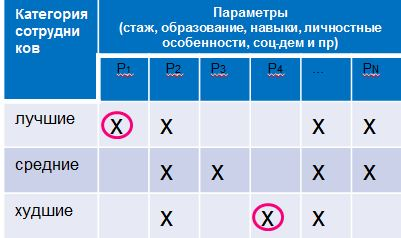 Категория
сотрудни
ков
Параметры
(стаж, образование, навыки, личностные
особенности, соц-дем и пр)
P1 P2 P3 P4 ... PN
лучшие X X X X
средние X X X X
худшие X X X